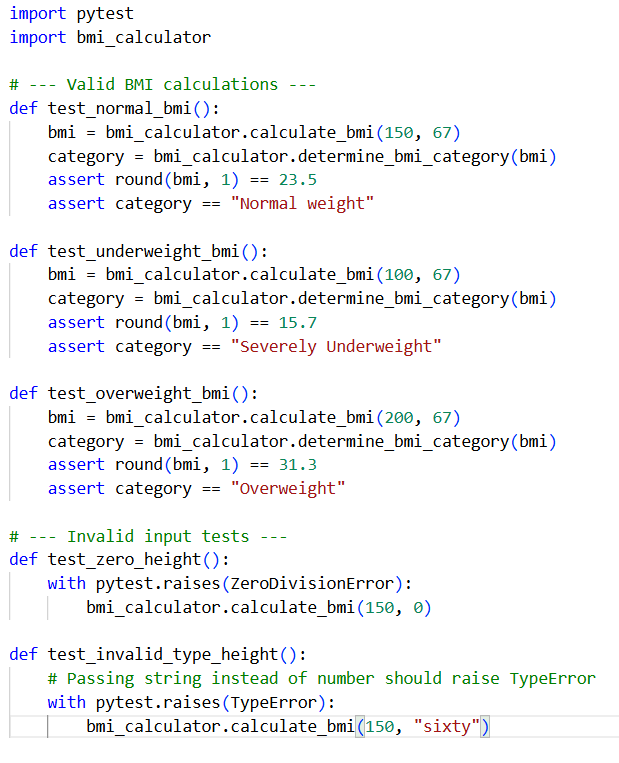 import pytest
import bmi_calculator
# --- Valid BMI calculations ---
def test_normal_bmi():
    bmi = bmi_calculator.calculate_bmi(150, 67)
    category = bmi_calculator.determine_bmi_category(bmi)
    assert round(bmi, 1) == 23.5
    assert category == "Normal weight"
def test_underweight_bmi():
    bmi = bmi_calculator.calculate_bmi(100, 67)
    category = bmi_calculator.determine_bmi_category(bmi)
    assert round(bmi, 1) == 15.7
    assert category == "Severely Underweight"
def test_overweight_bmi():
    bmi = bmi_calculator.calculate_bmi(200, 67)
    category = bmi_calculator.determine_bmi_category(bmi)
    assert round(bmi, 1) == 31.3
    assert category == "Overweight"
# --- Invalid input tests ---
def test_zero_height():
    with pytest.raises(ZeroDivisionError):
        bmi_calculator.calculate_bmi(150, 0)
def test_invalid_type_height():
    # Passing string instead of number should raise TypeError
    with pytest.raises(TypeError):
        bmi_calculator.calculate_bmi(150, "sixty")